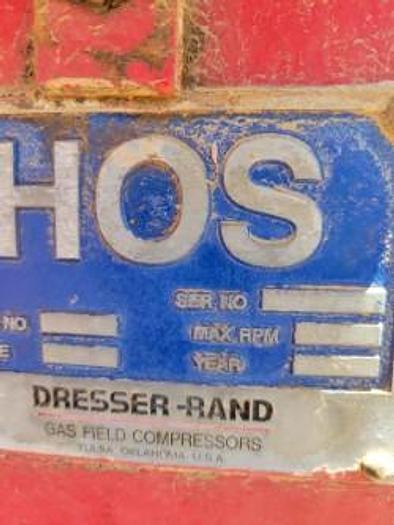 HOS
SER. NO
NO.
MAX. RPM
E
YEAR
DRESSER-RAND
GAS FIELD COMPRESSORS
TULSA, OKLAHOMA, U.S.A.